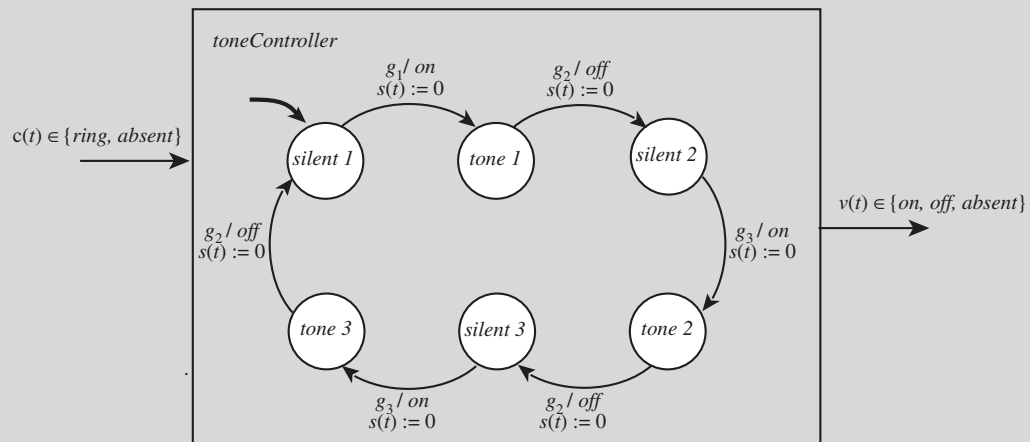 toneController
g₁ / on
s(t) := 0
g₂ / off
s(t) := 0
c(t) ∈ {ring, absent}
silent 1
tone 1
silent 2
v(t) ∈ {on, off, absent}
g₂ / off
s(t) := 0
g₃ / on
s(t) := 0
tone 3
silent 3
tone 2
g₃ / on
s(t) := 0
g₂ / off
s(t) := 0